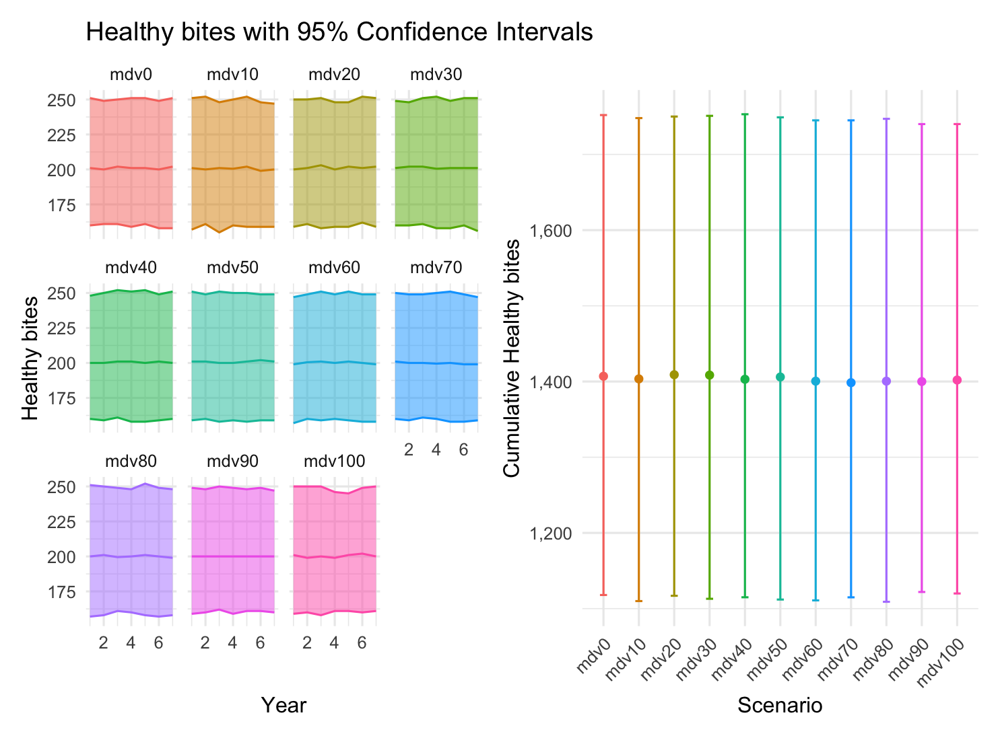 Healthy bites with 95% Confidence Intervals
mdv0 mdv10 mdv20 mdv30
250
225
200
175
mdv40 mdv50 mdv60 mdv70
250
225
200
175
2 4 6
mdv80 mdv90 mdv100
250
225
200
175
2 4 6 2 4 6 2 4 6
Healthy bites
Year
Cumulative Healthy bites
1,600
1,400
1,200
mdv0 mdv10 mdv20 mdv30 mdv40 mdv50 mdv60 mdv70 mdv80 mdv90 mdv100
Scenario